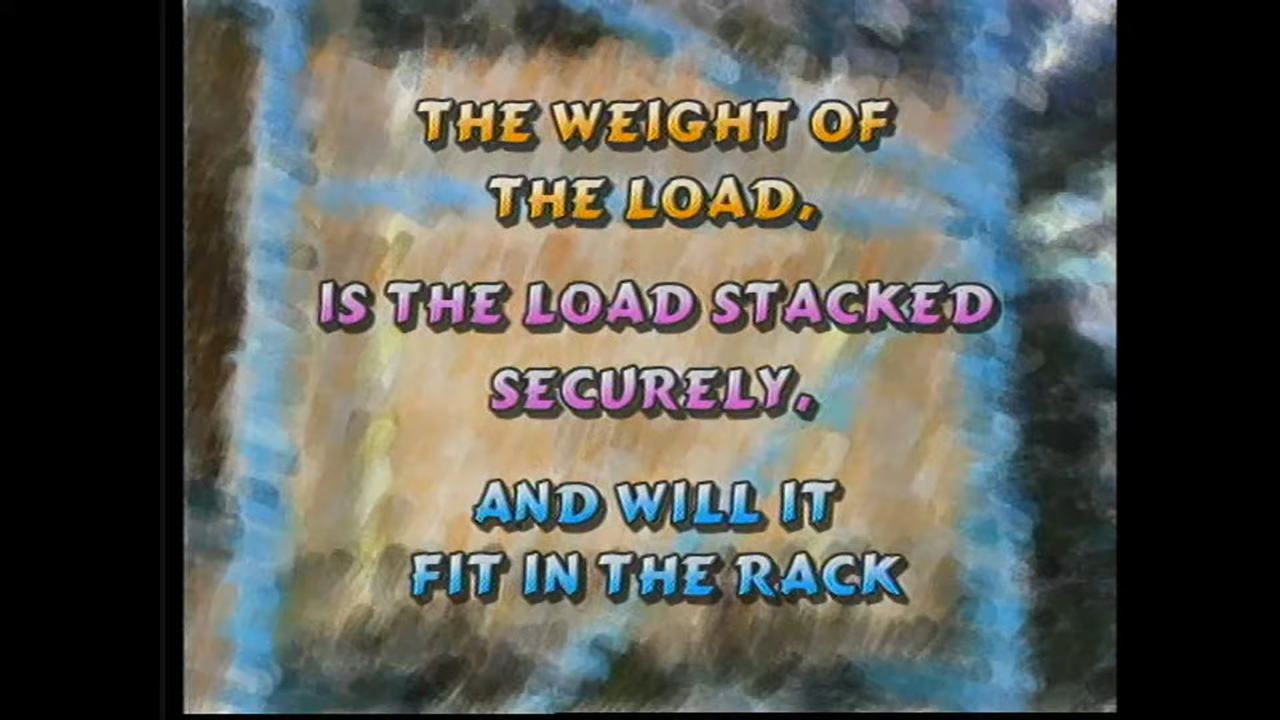 THE WEIGHT OF
THE LOAD,
IS THE LOAD STACKED
SECURELY,
AND WILL IT
FIT IN THE RACK